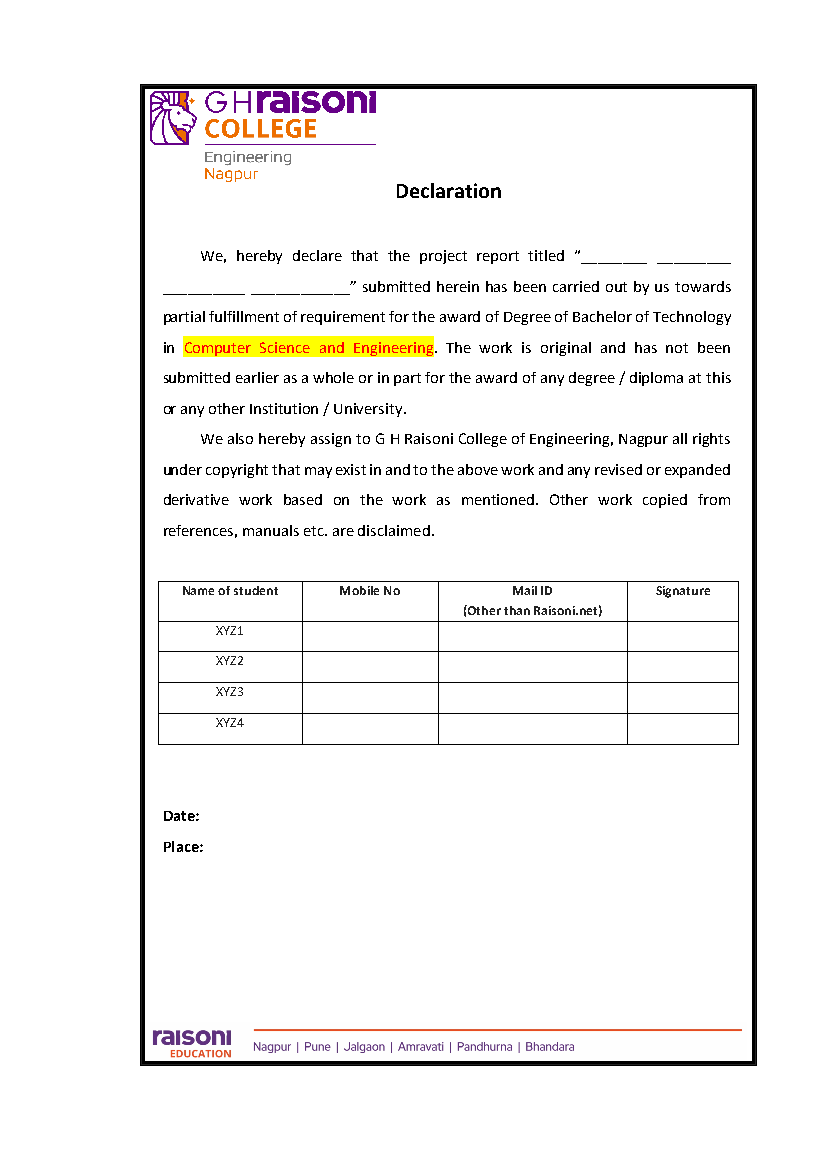 GHraisoni
COLLEGE
Engineering
Nagpur
Declaration
We, hereby declare that the project report titled “________ _________
__________ ____________” submitted herein has been carried out by us towards
partial fulfillment of requirement for the award of Degree of Bachelor of Technology
in Computer Science and Engineering. The work is original and has not been
submitted earlier as a whole or in part for the award of any degree / diploma at this
or any other Institution / University.
We also hereby assign to G H Raisoni College of Engineering, Nagpur all rights
under copyright that may exist in and to the above work and any revised or expanded
derivative work based on the work as mentioned. Other work copied from
references, manuals etc. are disclaimed.
Name of student Mobile No Mail ID Signature
(Other than Raisoni.net)
XYZ1
XYZ2
XYZ3
XYZ4
Date:
Place:
raisoni
EDUCATION
Nagpur | Pune | Jalgaon | Amravati | Pandhurna | Bhandara